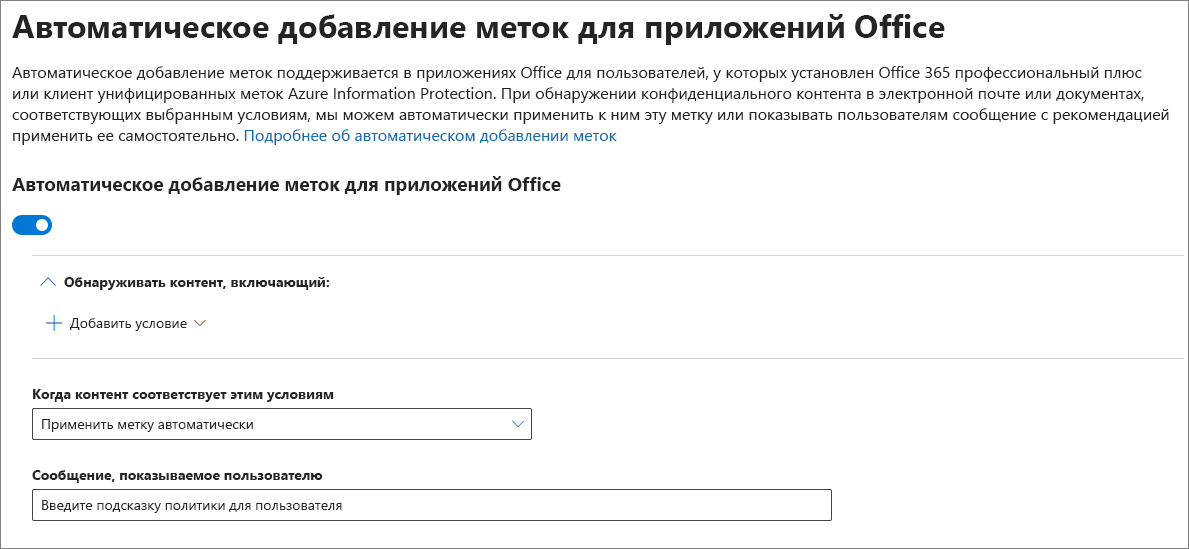 Автоматическое добавление меток для приложений Office
Автоматическое добавление меток поддерживается в приложениях Office для пользователей, у которых установлен Office 365 профессиональный плюс
или клиент унифицированных меток Azure Information Protection. При обнаружении конфиденциального контента в электронной почте или документах,
соответствующих выбранным условиям, мы можем автоматически применить к ним эту метку или показывать пользователям сообщение с рекомендацией
применить ее самостоятельно. Подробнее об автоматическом добавлении меток
Автоматическое добавление меток для приложений Office
Обнаруживать контент, включающий:
Добавить условие
Когда контент соответствует этим условиям
Применить метку автоматически
Сообщение, показываемое пользователю
Введите подсказку политики для пользователя